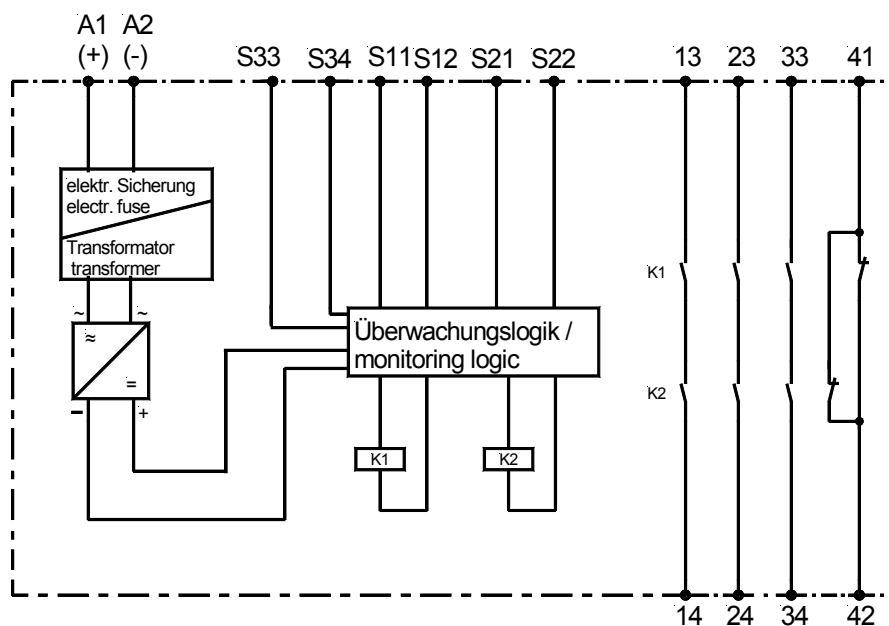 A1 A2
(+) (-) S33 S34 S11 S12 S21 S22 13 23 33 41
elektr. Sicherung
electr. fuse
Transformator
transformer
~ ~
≈
=
− +
Überwachungslogik /
monitoring logic
K1 K2
K1
K2
14 24 34 42